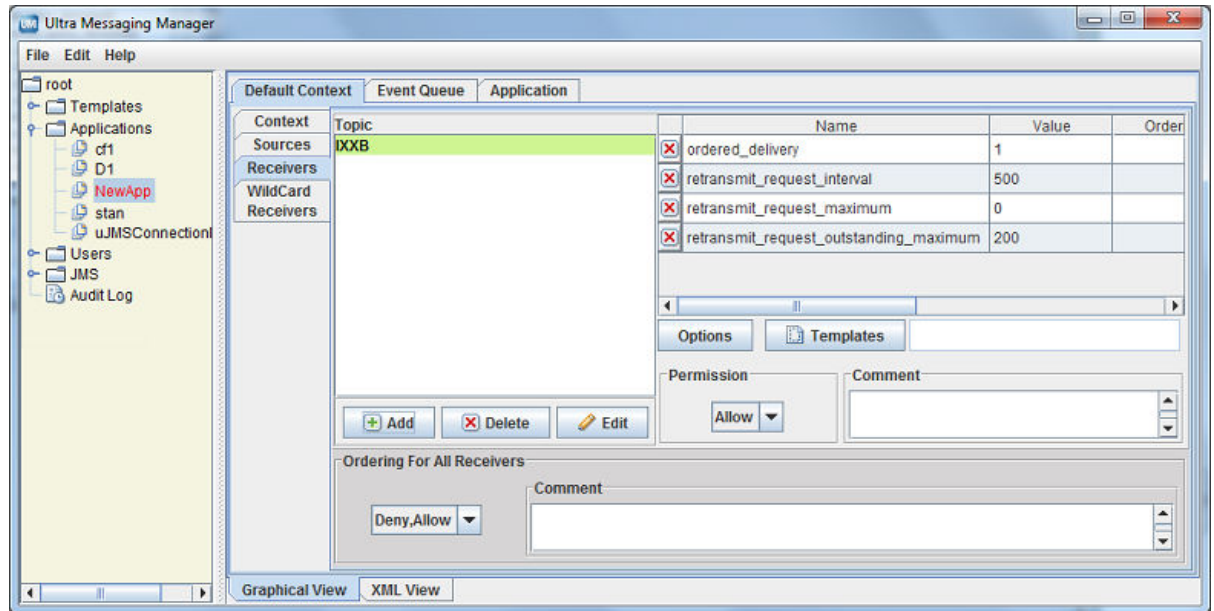 UM Ultra Messaging Manager
File Edit Help
root
Templates
Applications
cf1
D1
NewApp
stan
uJMSConnectionI
Users
JMS
Audit Log
Default Context Event Queue Application
Context
Sources
Receivers
WildCard
Receivers
Topic
IXXB
Name Value Order
ordered_delivery 1
retransmit_request_interval 500
retransmit_request_maximum 0
retransmit_request_outstanding_maximum 200
Options Templates
Permission Comment
Allow
Add Delete Edit
Ordering For All Receivers
Comment
Deny,Allow
Graphical View XML View